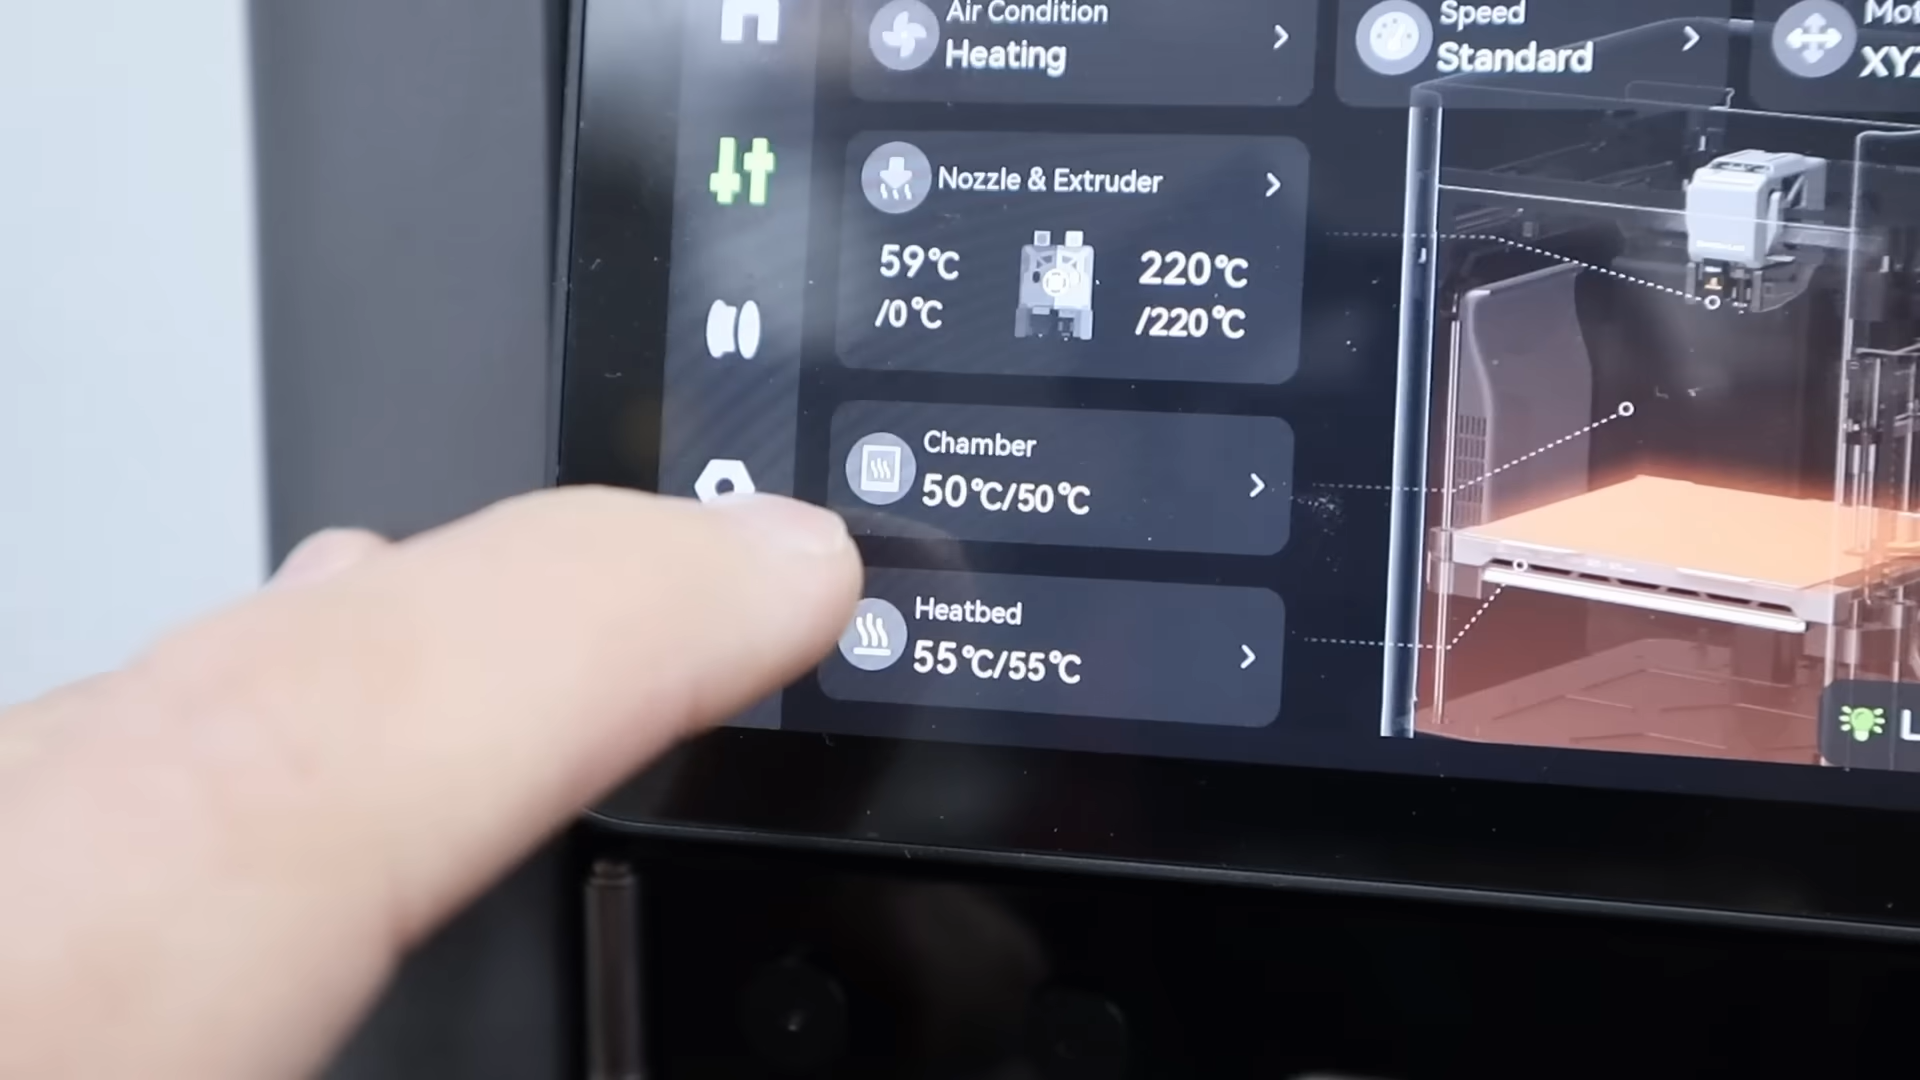 Air Condition
Heating
Speed
Standard
Nozzle & Extruder
59℃
/0℃
220℃
/220℃
Chamber
50℃/50℃
Heatbed
55℃/55℃